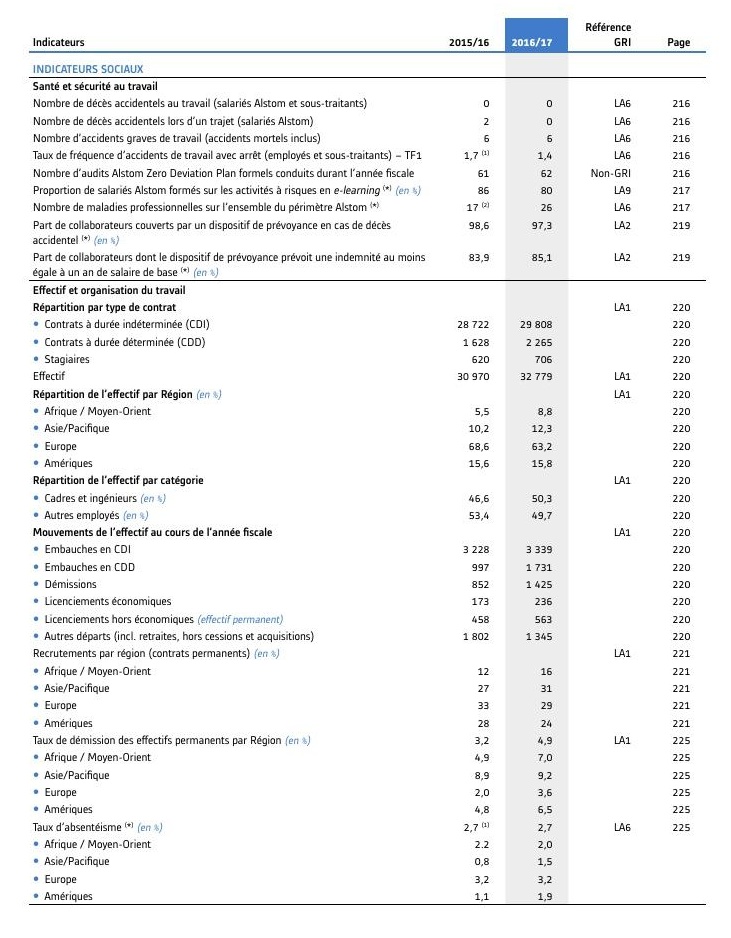 Référence
Indicateurs 2015/16 2016/17 GRI Page
INDICATEURS SOCIAUX
Santé et sécurité au travail
Nombre de décès accidentels au travail (salariés Alstom et sous-traitants) 0 0 LA6 216
Nombre de décès accidentels lors d’un trajet (salariés Alstom) 2 0 LA6 216
Nombre d’accidents graves de travail (accidents mortels inclus) 6 6 LA6 216
Taux de fréquence d’accidents de travail avec arrêt (employés et sous-traitants) – TF1 1,7 (1) 1,4 LA6 216
Nombre d’audits Alstom Zero Deviation Plan formels conduits durant l’année fiscale 61 62 Non-GRI 216
Proportion de salariés Alstom formés sur les activités à risques en e-learning (*) (en %) 86 80 LA9 217
Nombre de maladies professionnelles sur l’ensemble du périmètre Alstom (*) 17 (2) 26 LA6 217
Part de collaborateurs couverts par un dispositif de prévoyance en cas de décès 98,6 97,3 LA2 219
accidentel (*) (en %)
Part de collaborateurs dont le dispositif de prévoyance prévoit une indemnité au moins 83,9 85,1 LA2 219
égale à un an de salaire de base (*) (en %)
Effectif et organisation du travail
Répartition par type de contrat LA1 220
• Contrats à durée indéterminée (CDI) 28 722 29 808 220
• Contrats à durée déterminée (CDD) 1 628 2 265 220
• Stagiaires 620 706 220
Effectif 30 970 32 779 LA1 220
Répartition de l’effectif par Région (en %) LA1 220
• Afrique / Moyen-Orient 5,5 8,8 220
• Asie/Pacifique 10,2 12,3 220
• Europe 68,6 63,2 220
• Amériques 15,6 15,8 220
Répartition de l’effectif par catégorie LA1 220
• Cadres et ingénieurs (en %) 46,6 50,3 220
• Autres employés (en %) 53,4 49,7 220
Mouvements de l’effectif au cours de l’année fiscale LA1 220
• Embauches en CDI 3 228 3 339 220
• Embauches en CDD 997 1 731 220
• Démissions 852 1 425 220
• Licenciements économiques 173 236 220
• Licenciements hors économiques (effectif permanent) 458 563 220
• Autres départs (incl. retraites, hors cessions et acquisitions) 1 802 1 345 220
Recrutements par région (contrats permanents) (en %) LA1 221
• Afrique / Moyen-Orient 12 16 221
• Asie/Pacifique 27 31 221
• Europe 33 29 221
• Amériques 28 24 221
Taux de démission des effectifs permanents par Région (en %) 3,2 4,9 LA1 225
• Afrique / Moyen-Orient 4,9 7,0 225
• Asie/Pacifique 8,9 9,2 225
• Europe 2,0 3,6 225
• Amériques 4,8 6,5 225
Taux d’absentéisme (*) (en %) 2,7 (1) 2,7 LA6 225
• Afrique / Moyen-Orient 2.2 2,0
• Asie/Pacifique 0,8 1,5
• Europe 3,2 3,2
• Amériques 1,1 1,9